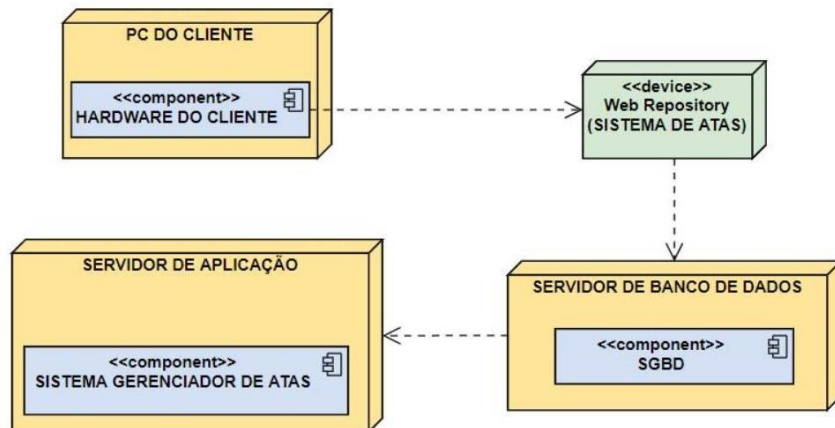 PC DO CLIENTE
<<component>>
HARDWARE DO CLIENTE
<<device>>
Web Repository
(SISTEMA DE ATAS)
SERVIDOR DE APLICAÇÃO
<<component>>
SISTEMA GERENCIADOR DE ATAS
SERVIDOR DE BANCO DE DADOS
<<component>>
SGBD